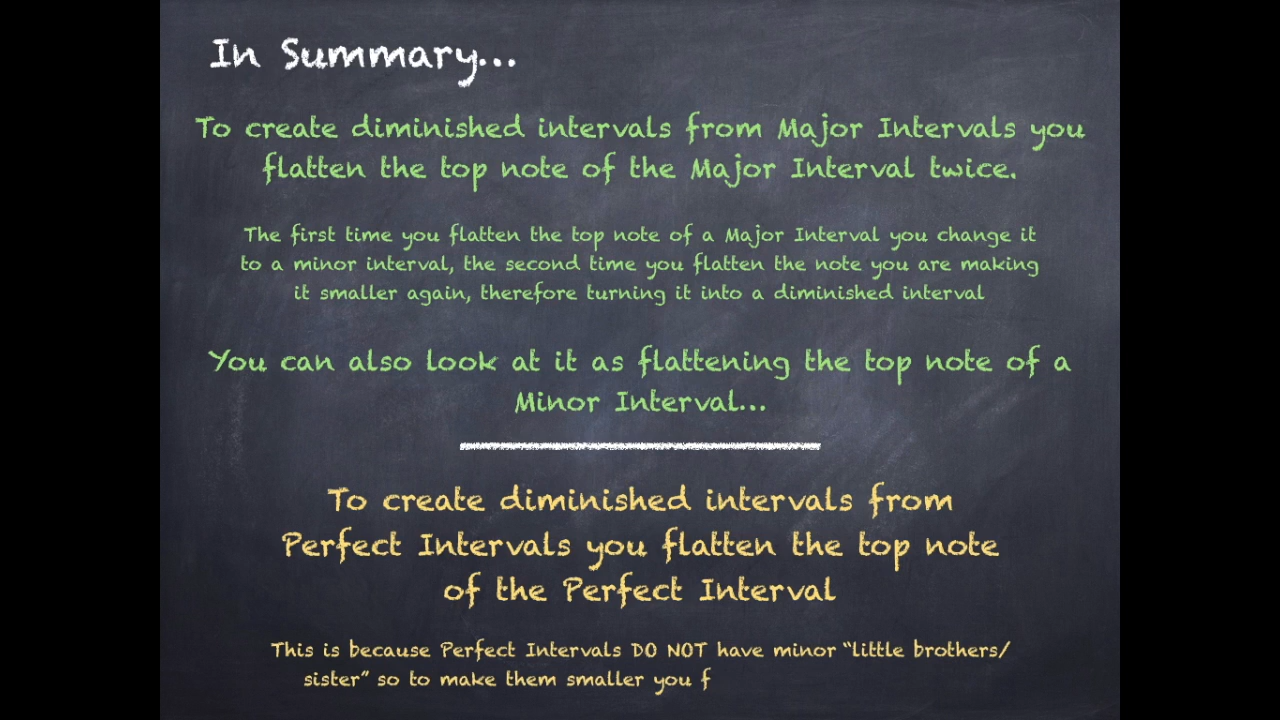 In Summary...
To create diminished intervals from Major Intervals you
flatten the top note of the Major Interval twice.
The first time you flatten the top note of a Major Interval you change it
to a minor interval, the second time you flatten the note you are making
it smaller again, therefore turning it into a diminished interval
You can also look at it as flattening the top note of a
Minor Interval...
To create diminished intervals from
Perfect Intervals you flatten the top note
of the Perfect Interval
This is because Perfect Intervals DO NOT have minor “little brothers/
sister” so to make them smaller you f